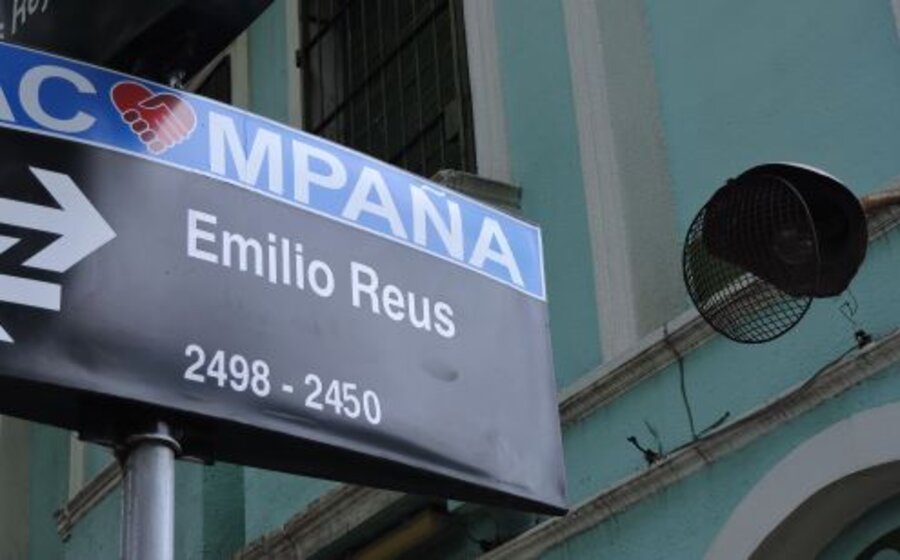 AC MPAÑA
Emilio Reus
2498 - 2450